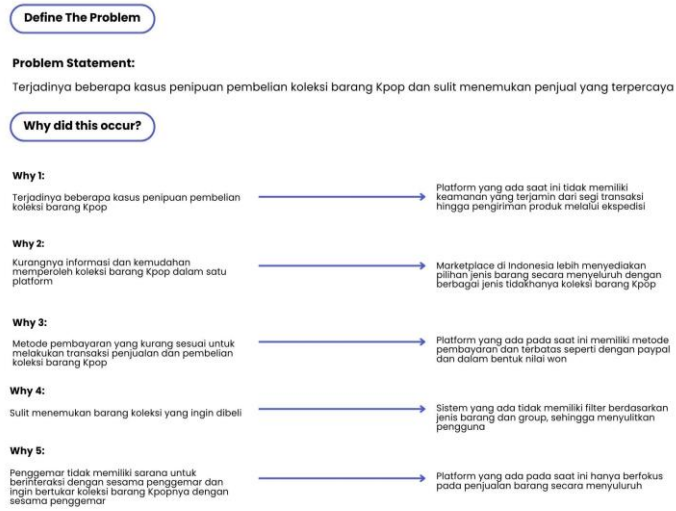 Define The Problem
Problem Statement:
Terjadinya beberapa kasus penipuan pembelian koleksi barang Kpop dan sulit menemukan penjual yang terpercaya
Why did this occur?
Why 1:
Terjadinya beberapa kasus penipuan pembelian
koleksi barang Kpop
Platform yang ada saat ini tidak memiliki
keamanan yang terjamin dari segi transaksi
hingga pengiriman produk melalui ekspedisi
Why 2:
Kurangnya informasi dan kemudahan
memperoleh koleksi barang Kpop dalam satu
platform
Marketplace di Indonesia lebih menyediakan
pilihan jenis barang secara menyeluruh dengan
berbagai jenis tidakhanya koleksi barang Kpop
Why 3:
Metode pembayaran yang kurang sesuai untuk
melakukan transaksi penjualan dan pembelian
koleksi barang Kpop
Platform yang ada pada saat ini memiliki metode
pembayaran dan terbatas seperti dengan paypal
dan dalam bentuk nilai won
Why 4:
Sulit menemukan barang koleksi yang ingin dibeli
Sistem yang ada tidak memiliki filter berdasarkan
jenis barang dan group, sehingga menyulitkan
pengguna
Why 5:
Penggemar tidak memiliki sarana untuk
berinteraksi dengan sesama penggemar dan
ingin bertukar koleksi barang Kpopnya dengan
sesama penggemar
Platform yang ada pada saat ini hanya berfokus
pada penjualan barang secara menyuluruh